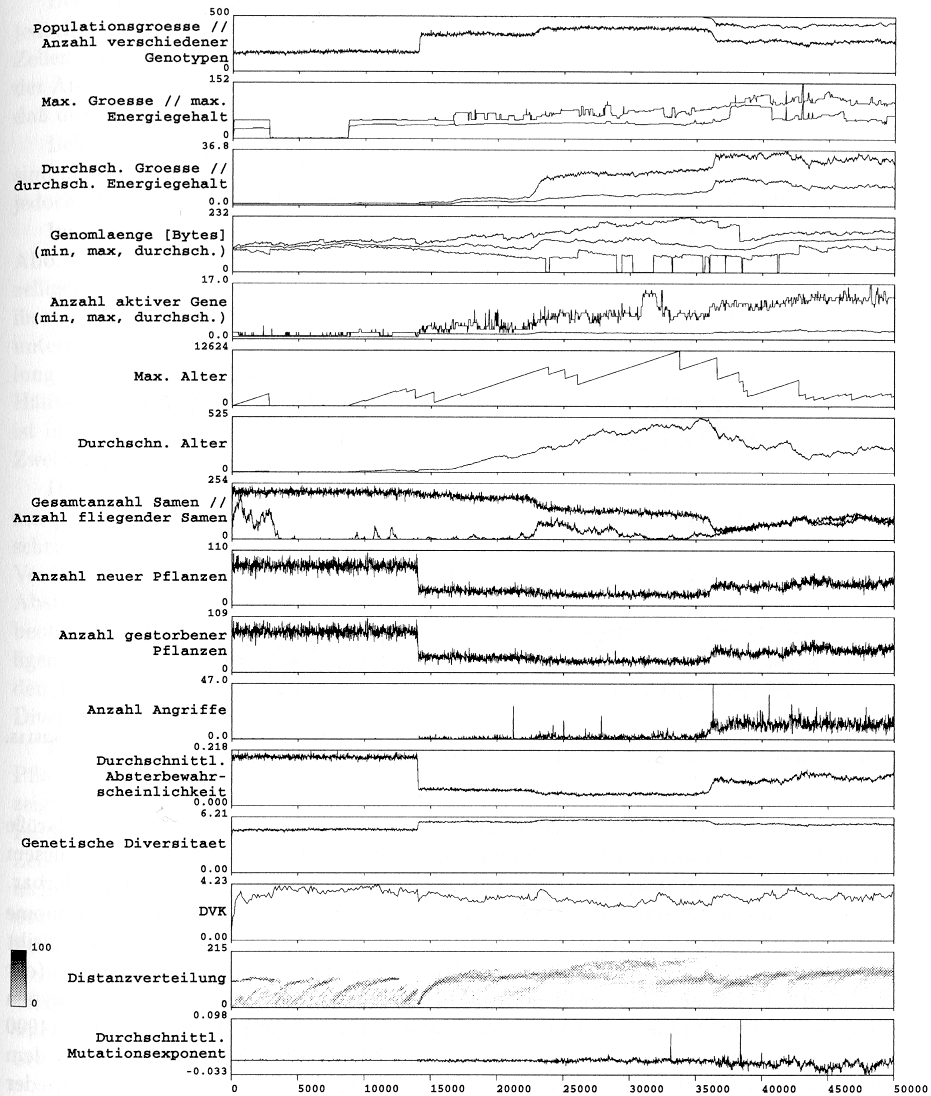 500
Populationsgroesse //
Anzahl verschiedener
Genotypen
0
152
Max. Groesse // max.
Energiegehalt
0
36.8
Durchsch. Groesse //
durchsch. Energiegehalt
0.0
232
Genomlaenge [Bytes]
(min, max, durchsch.)
0
17.0
Anzahl aktiver Gene
(min, max, durchsch.)
0.0
12624
Max. Alter
0
525
Durchschn. Alter
0
254
Gesamtanzahl Samen //
Anzahl fliegender Samen
0
110
Anzahl neuer Pflanzen
0
109
Anzahl gestorbener
Pflanzen
0
47.0
Anzahl Angriffe
0.0
0.218
Durchschnittl.
Absterbewahr-
scheinlichkeit
0.000
6.21
Genetische Diversitaet
0.00
4.23
DVK
0.00
100
0
215
Distanzverteilung
0
0.098
Durchschnittl.
Mutationsexponent
-0.033
0 5000 10000 15000 20000 25000 30000 35000 40000 45000 50000